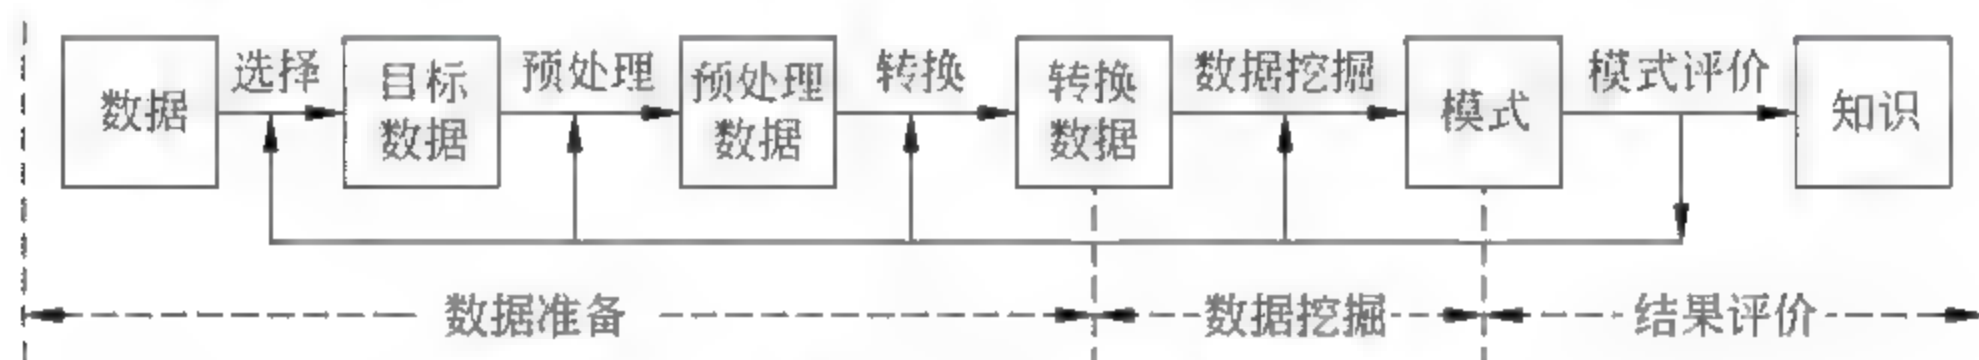 数据
选择
目标
数据
预处理
预处理
数据
转换
转换
数据
数据挖掘
模式
模式评价
知识
数据准备
数据挖掘
结果评价